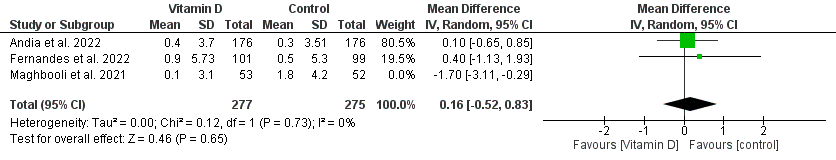 Vitamin D Control Mean Difference Mean Difference
Study or Subgroup Mean SD Total Mean SD Total Weight IV, Random, 95% CI IV, Random, 95% CI
Andia et al. 2022 0.4 3.7 176 0.3 3.51 176 80.5% 0.10 [-0.65, 0.85]
Fernandes et al. 2022 0.9 5.73 101 0.5 5.3 99 19.5% 0.40 [-1.13, 1.93]
Maghbooli et al. 2021 0.1 3.1 53 1.8 4.2 52 0.0% -1.70 [-3.11, -0.29]
Total (95% CI) 277 275 100.0% 0.16 [-0.52, 0.83]
Heterogeneity: Tau² = 0.00; Chi² = 0.12, df = 1 (P = 0.73); I² = 0%
Test for overall effect: Z = 0.46 (P = 0.65)
-2 -1 0 1 2
Favours [Vitamin D] Favours [control]